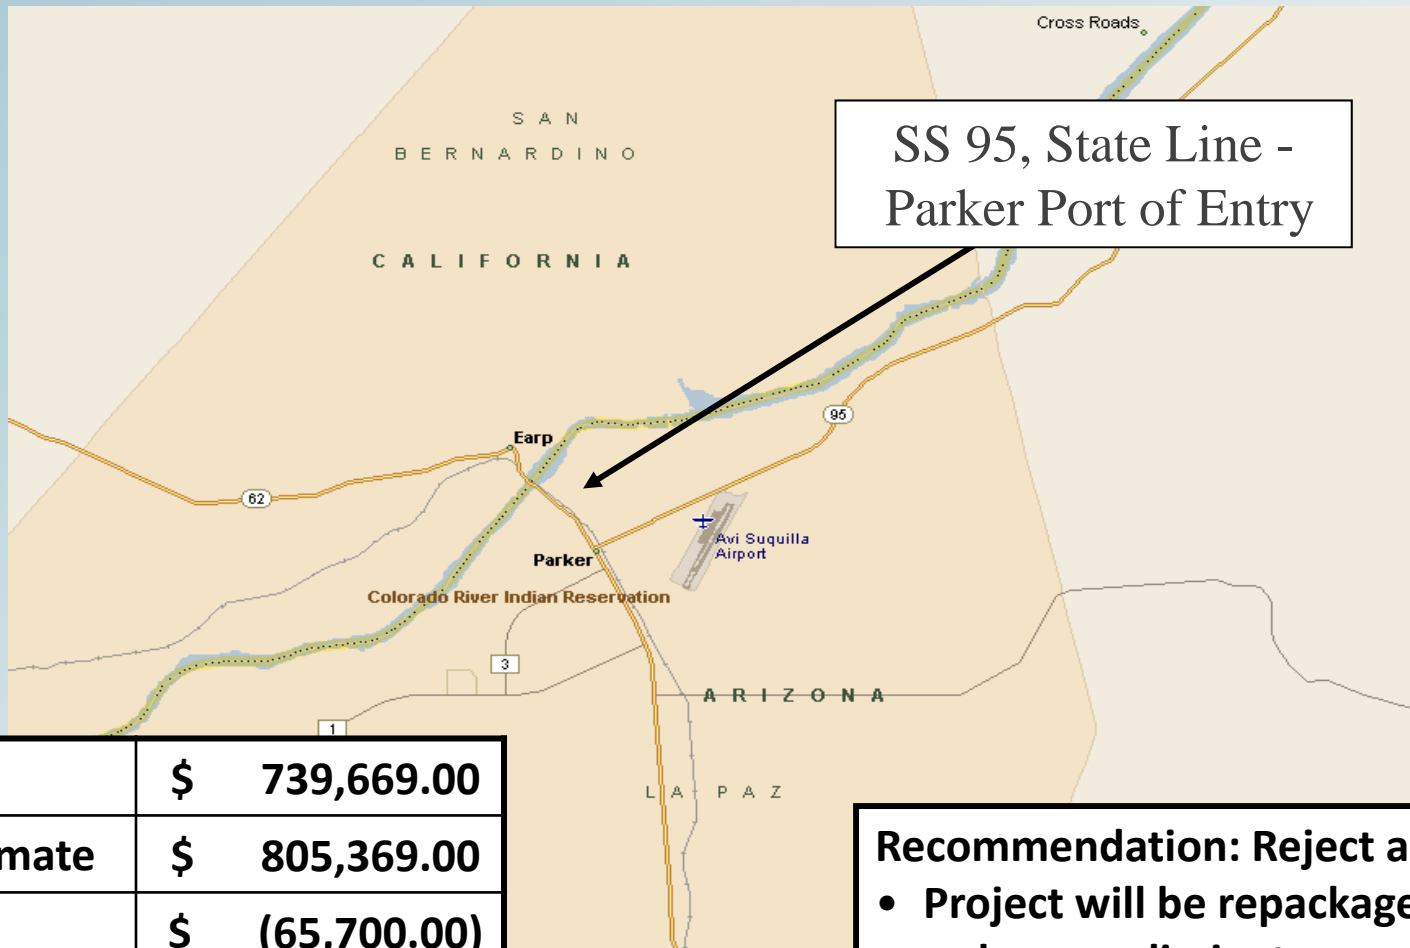 Cross Roads
SAN
BERNARDINO
SS 95, State Line -
Parker Port of Entry
CALIFORNIA
95
Earp
62
Avi Suquilla
Airport
Parker
Colorado River Indian Reservation
3
ARIZONA
1
$ 739,669.00
LA PAZ
mate $ 805,369.00
$ (65,700.00)
Recommendation: Reject a
• Project will be repackage